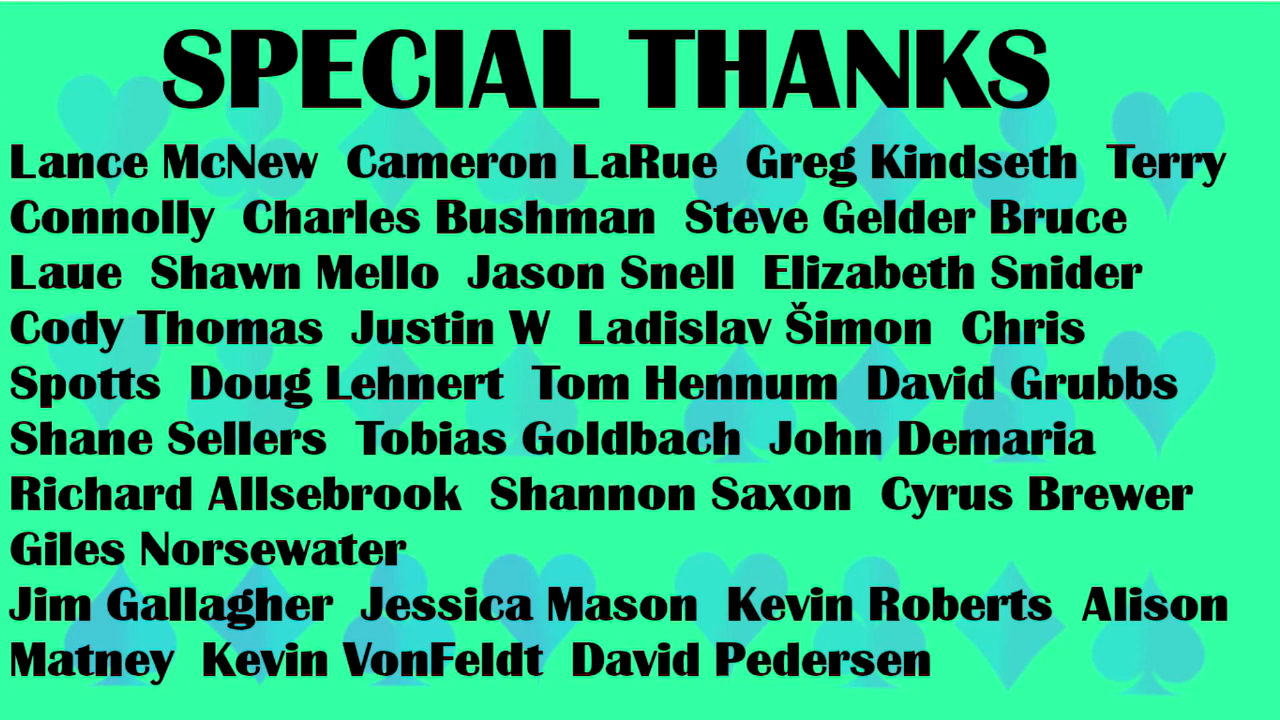 SPECIAL THANKS
Lance McNew  Cameron LaRue  Greg Kindseth  Terry
Connolly  Charles Bushman  Steve Gelder Bruce
Laue  Shawn Mello  Jason Snell  Elizabeth Snider
Cody Thomas  Justin W  Ladislav Šimon  Chris
Spotts  Doug Lehnert  Tom Hennum  David Grubbs
Shane Sellers  Tobias Goldbach  John Demaria
Richard Allsebrook  Shannon Saxon  Cyrus Brewer
Giles Norsewater
Jim Gallagher  Jessica Mason  Kevin Roberts  Alison
Matney  Kevin VonFeldt  David Pedersen